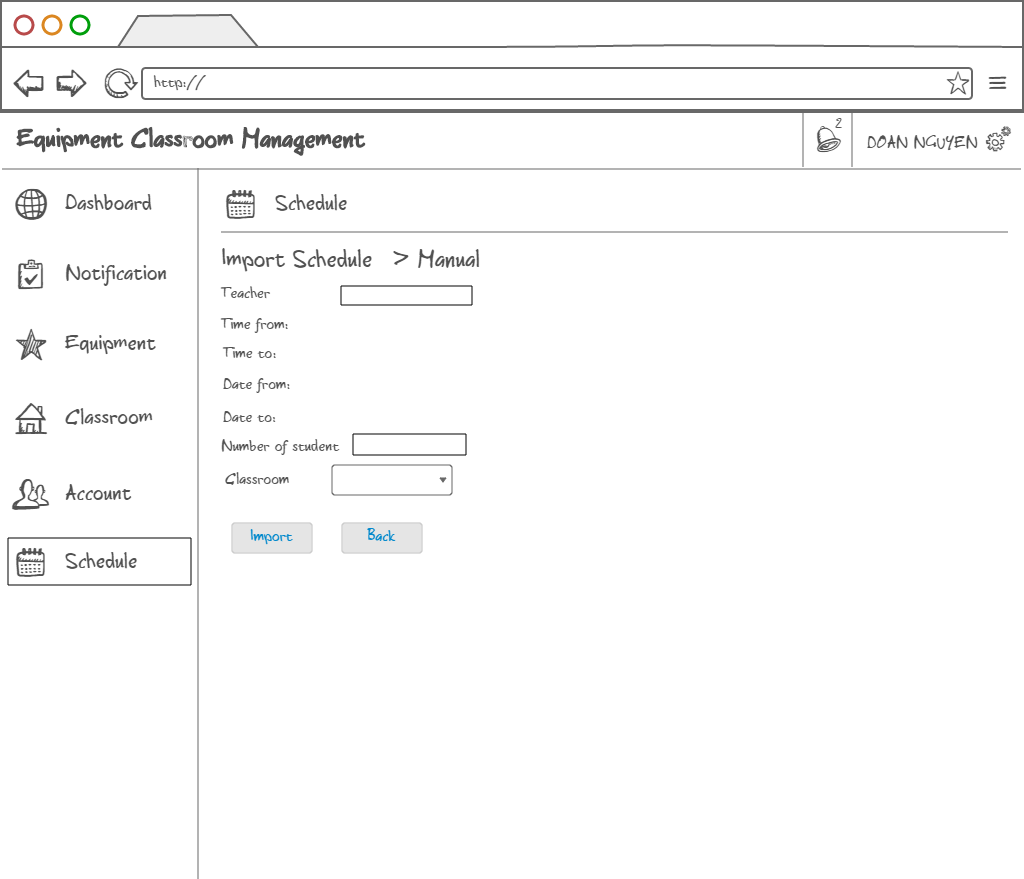 http://
Equipment Classroom Management
2
DOAN NGUYEN
Dashboard
Notification
Equipment
Classroom
Account
Schedule
Schedule
Import Schedule > Manual
Teacher
Time from:
Time to:
Date from:
Date to:
Number of student
Classroom
Import Back